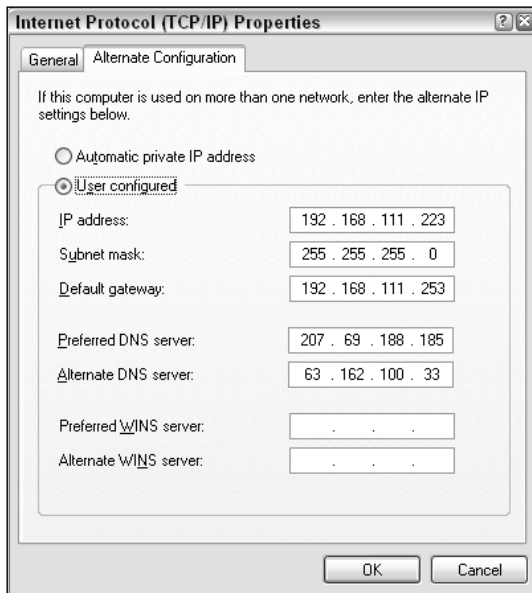 Internet Protocol (TCP/IP) Properties
General
Alternate Configuration
If this computer is used on more than one network, enter the alternate IP
settings below.
Automatic private IP address
User configured
IP address: 192 . 168 . 111 . 223
Subnet mask: 255 . 255 . 255 . 0
Default gateway: 192 . 168 . 111 . 253
Preferred DNS server: 207 . 69 . 188 . 185
Alternate DNS server: 63 . 162 . 100 . 33
Preferred WINS server: . . .
Alternate WINS server: . . .
OK
Cancel